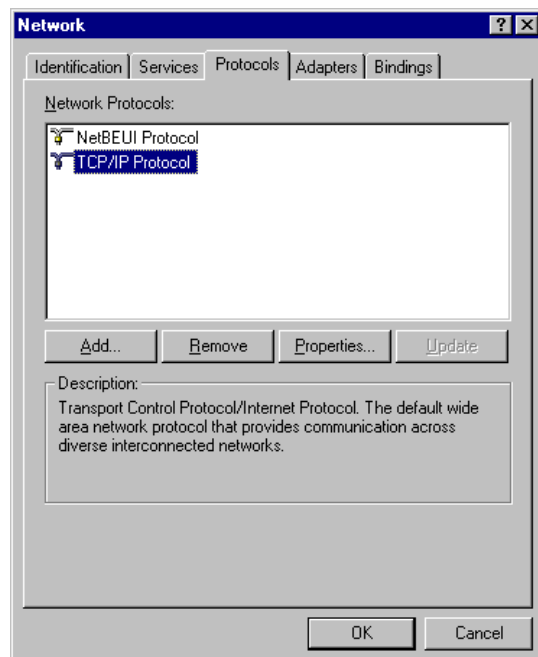 Network
Identification Services Protocols Adapters Bindings
Network Protocols:
NetBEUI Protocol
TCP/IP Protocol
Add... Remove Properties... Update
Description:
Transport Control Protocol/Internet Protocol. The default wide
area network protocol that provides communication across
diverse interconnected networks.
OK Cancel